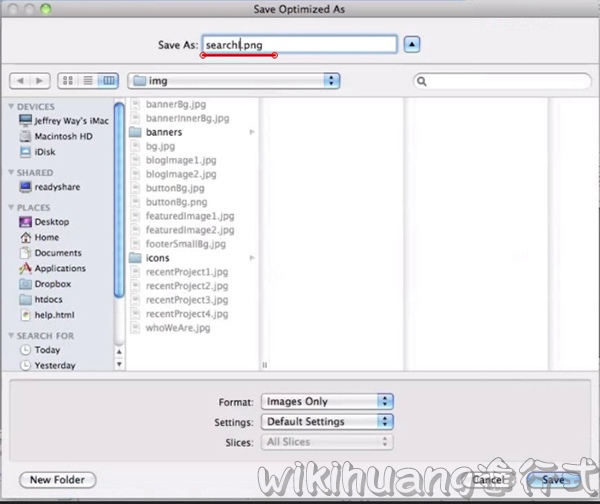 Save Optimized As
Save As: searchI.png
img
DEVICES
Jeffrey Way's iMac
Macintosh HD
iDisk
SHARED
readyshare
PLACES
Desktop
Home
Documents
Applications
Dropbox
htdocs
help.html
SEARCH FOR
Today
Yesterday
bannerBg.jpg
bannerInnerBg.jpg
banners
bg.jpg
blogImage1.jpg
blogImage2.jpg
buttonBg.jpg
buttonBg.png
featuredImage1.jpg
featuredImage2.jpg
footerSmallBg.jpg
icons
recentProject1.jpg
recentProject2.jpg
recentProject3.jpg
recentProject4.jpg
whoWeAre.jpg
Format: Images Only
Settings: Default Settings
Slices: All Slices
New Folder
Cancel
Save
wikihuang進行式